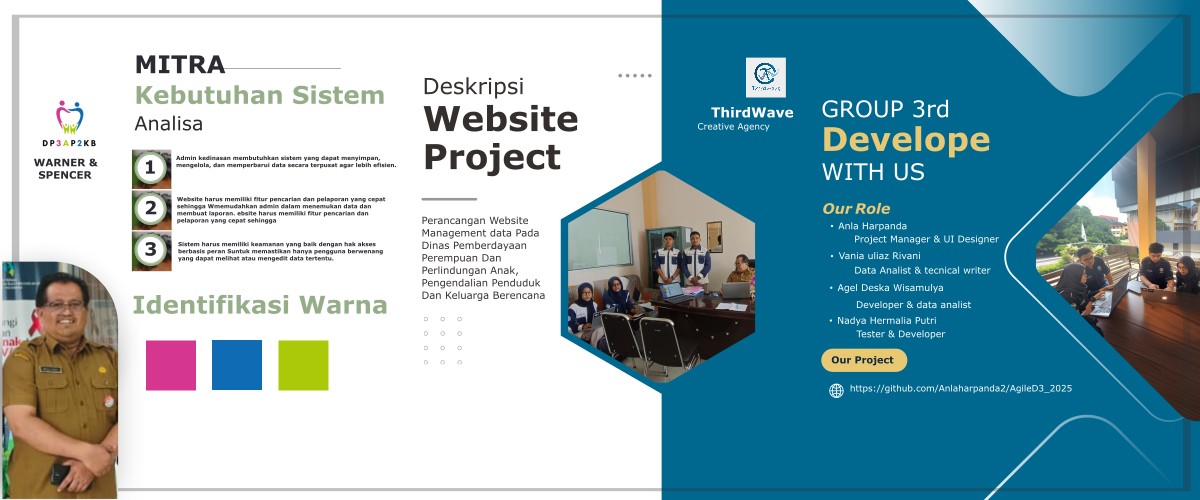 DP3AP2KB
WARNER &
SPENCER
MITRA
Kebutuhan Sistem
Analisa
1
Admin kedinasan membutuhkan sistem yang dapat menyimpan,
mengelola, dan memperbarui data secara terpusat agar lebih efisien.
2
Website harus memiliki fitur pencarian dan pelaporan yang cepat
sehingga Wmemudahkan admin dalam menemukan data dan
membuat laporan. ebsite harus memiliki fitur pencarian dan
pelaporan yang cepat sehingga
3
Sistem harus memiliki keamanan yang baik dengan hak akses
berbasis peran Suntuk memastikan hanya pengguna berwenang
yang dapat melihat atau mengedit data tertentu.
Identifikasi Warna
Deskripsi
Website
Project
Perancangan Website
Management data Pada
Dinas Pemberdayaan
Perempuan Dan
Perlindungan Anak,
Pengendalian Penduduk
Dan Keluarga Berencana
ThirdWave
Creative Agency
GROUP 3rd
Develope
WITH US
Our Role
• Anla Harpanda
Project Manager & UI Designer
• Vania uliaz Rivani
Data Analist & tecnical writer
• Agel Deska Wisamulya
Developer & data analist
• Nadya Hermalia Putri
Tester & Developer
Our Project
https://github.com/Anlaharpanda2/AgileD3_2025